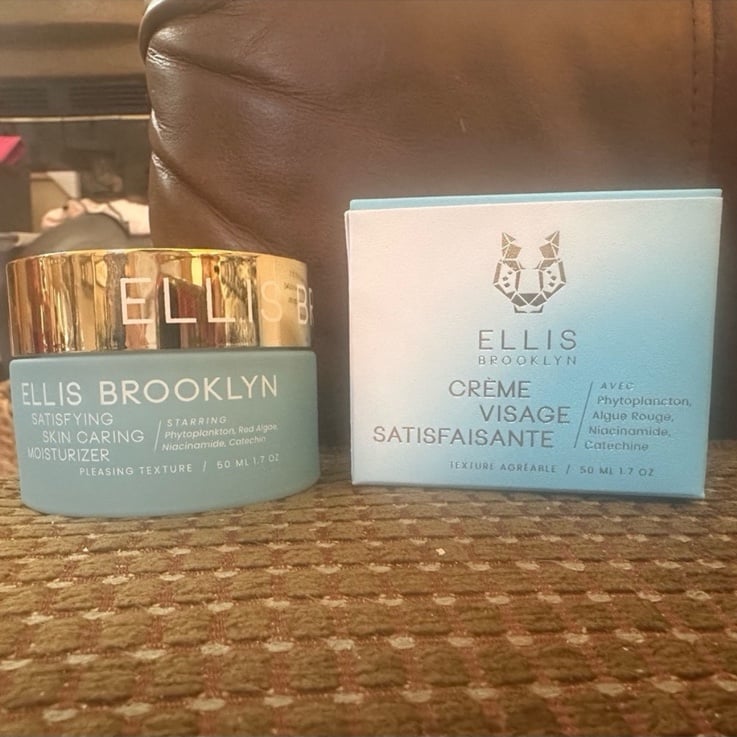 ELLIS BR
ELLIS BROOKLYN
SATISFYING
SKIN CARING
MOISTURIZER
STARRING
Phytoplankton, Red Algae,
Niacinamide, Catechin
PLEASING TEXTURE / 50 ML 1.7 OZ
ELLIS
BROOKLYN
CRÈME
VISAGE
SATISFAISANTE
AVEC
Phytoplancton,
Algue Rouge,
Niacinamide,
Catechine
TEXTURE AGRÉABLE / 50 ML 1.7 OZ